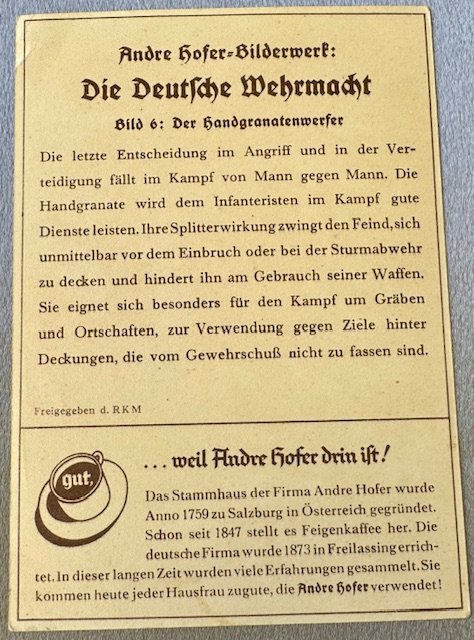 Andre Hofer-Bilderwerk:
Die Deutsche Wehrmacht
Bild 6: Der Handgranatenwerfer
Die letzte Entscheidung im Angriff und in der Ver-
teidigung fällt im Kampf von Mann gegen Mann. Die
Handgranate wird dem Infanteristen im Kampf gute
Dienste leisten. Ihre Splitterwirkung zwingt den Feind, sich
unmittelbar vor dem Einbruch oder bei der Sturmabwehr
zu decken und hindert ihn am Gebrauch seiner Waffen.
Sie eignet sich besonders für den Kampf um Gräben
und Ortschaften, zur Verwendung gegen Ziele hinter
Deckungen, die vom Gewehrschuß nicht zu fassen sind.
Freigegeben d. RKM
gut,
... weil Andre Hofer drin ist!
Das Stammhaus der Firma Andre Hofer wurde
Anno 1759 zu Salzburg in Österreich gegründet.
Schon seit 1847 stellt es Feigenkaffee her. Die
deutsche Firma wurde 1873 in Freilassing errich-
tet. In dieser langen Zeit wurden viele Erfahrungen gesammelt. Sie
kommen heute jeder Hausfrau zugute, die Andre Hofer verwendet!